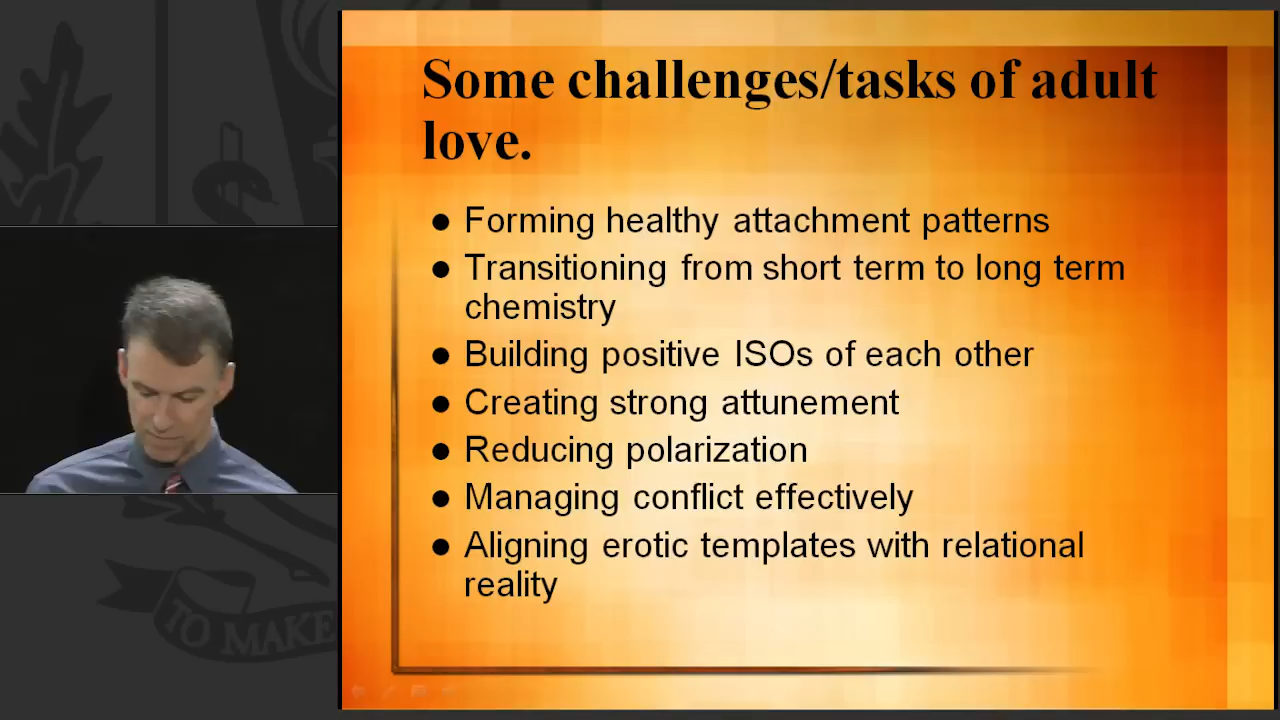 Some challenges/tasks of adult
love.
● Forming healthy attachment patterns
● Transitioning from short term to long term
chemistry
● Building positive ISOs of each other
● Creating strong attunement
● Reducing polarization
● Managing conflict effectively
● Aligning erotic templates with relational
reality
TO MAKE